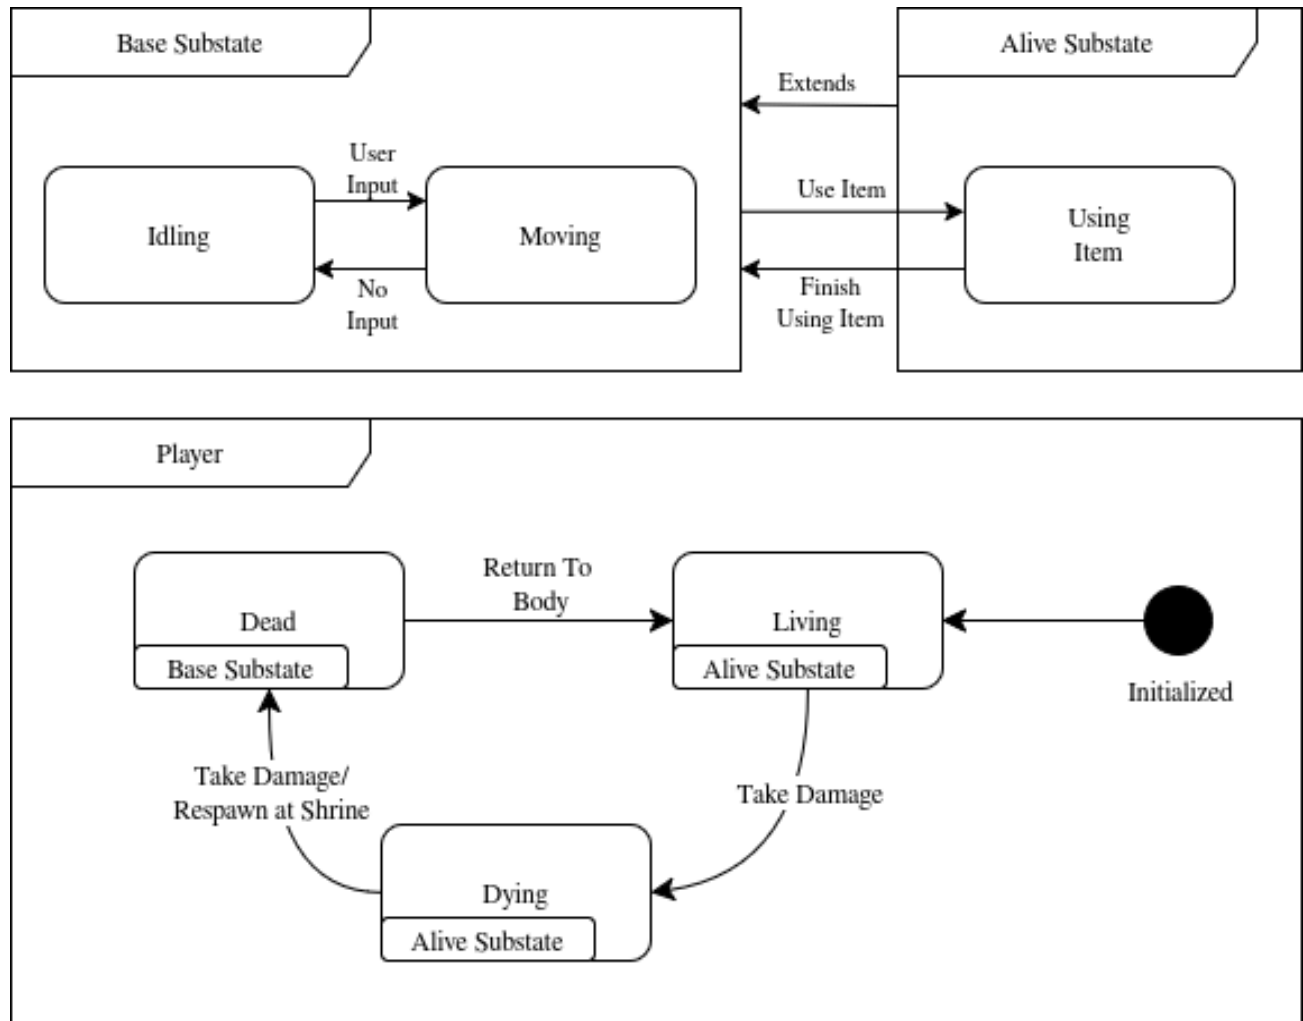 Base Substate
Alive Substate
Extends
User
Input
Use Item
Idling
Moving
Using
Item
No
Input
Finish
Using Item
Player
Return To
Body
Dead
Living
Base Substate
Alive Substate
Initialized
Take Damage/
Respawn at Shrine
Take Damage
Dying
Alive Substate